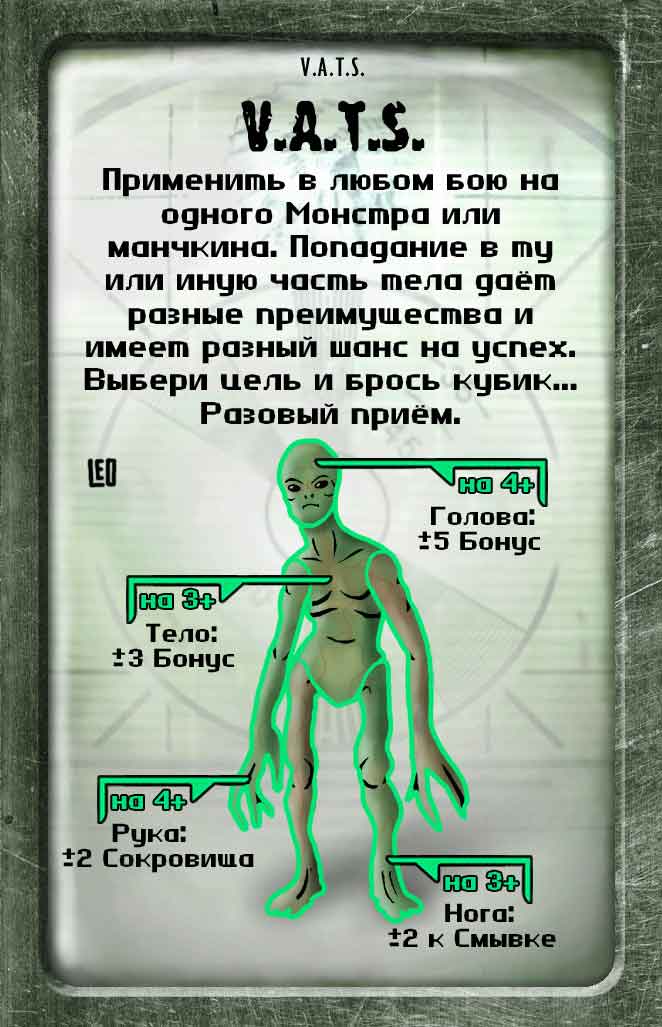 V.A.T.S.
V.A.T.S.
Применить в любом бою на
одного Монстра или
манчкина. Попадание в ту
или иную часть тела даёт
разные преимущества и
имеет разный шанс на успех.
Выбери цель и брось кубик...
Разовый приём.
LEO
на 4+
Голова:
±5 Бонус
на 3+
Тело:
±3 Бонус
на 4+
Рука:
±2 Сокровища
на 3+
Нога:
±2 к Смывке